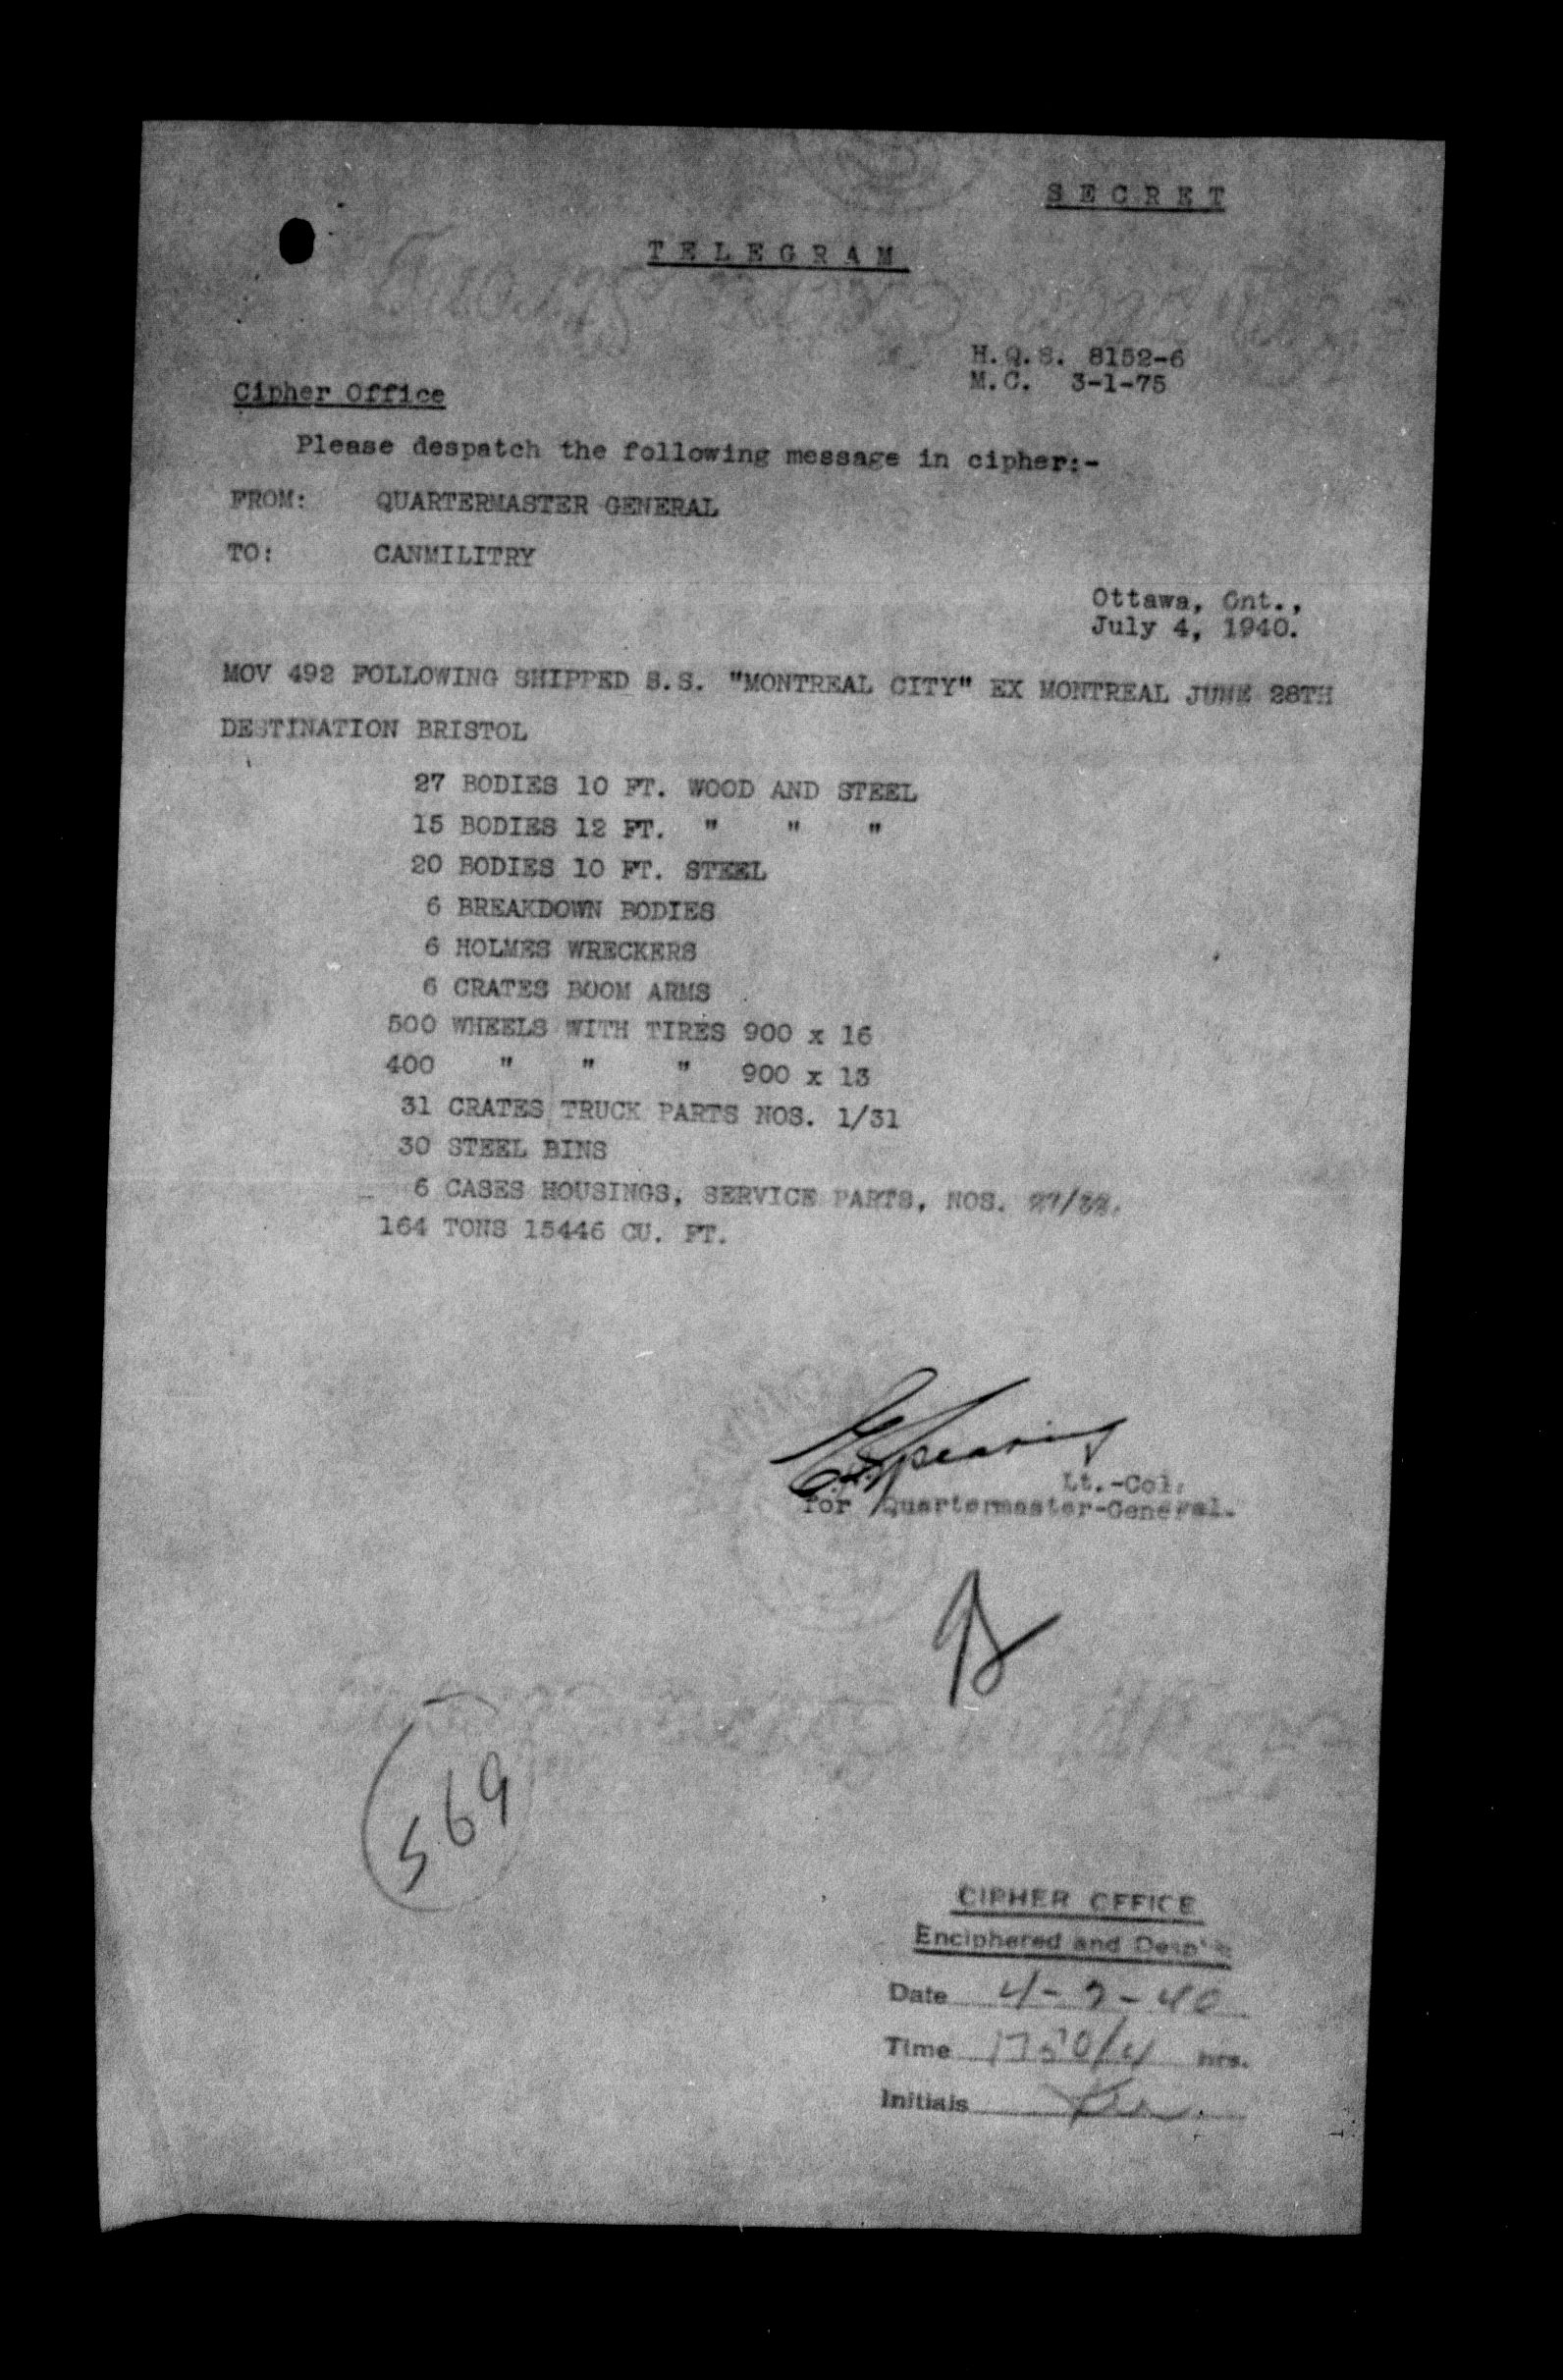 SECRET
TELEGRAM
H.Q.S. 8152-6
M.C. 3-1-75
Cipher Office
Please despatch the following message in cipher:-
FROM: QUARTERMASTER GENERAL
TO: CANMILITRY
Ottawa, Ont.,
July 4, 1940.
MOV 492 FOLLOWING SHIPPED S.S. "MONTREAL CITY" EX MONTREAL JUNE 28TH
DESTINATION BRISTOL
27 BODIES 10 FT. WOOD AND STEEL
15 BODIES 12 FT. " " "
20 BODIES 10 FT. STEEL
6 BREAKDOWN BODIES
6 HOLMES WRECKERS
6 CRATES BOOM ARMS
500 WHEELS WITH TIRES 900 x 16
400 " " " 900 x 13
31 CRATES TRUCK PARTS NOS. 1/31
30 STEEL BINS
6 CASES HOUSINGS, SERVICE PARTS, NOS. 27/32.
164 TONS 15446 CU. FT.
Lt.-Col.
for Quartermaster-General.
569
CIPHER OFFICE
Enciphered and Desp'd
Date 4-7-40
Time 1750/4 hrs.
Initials